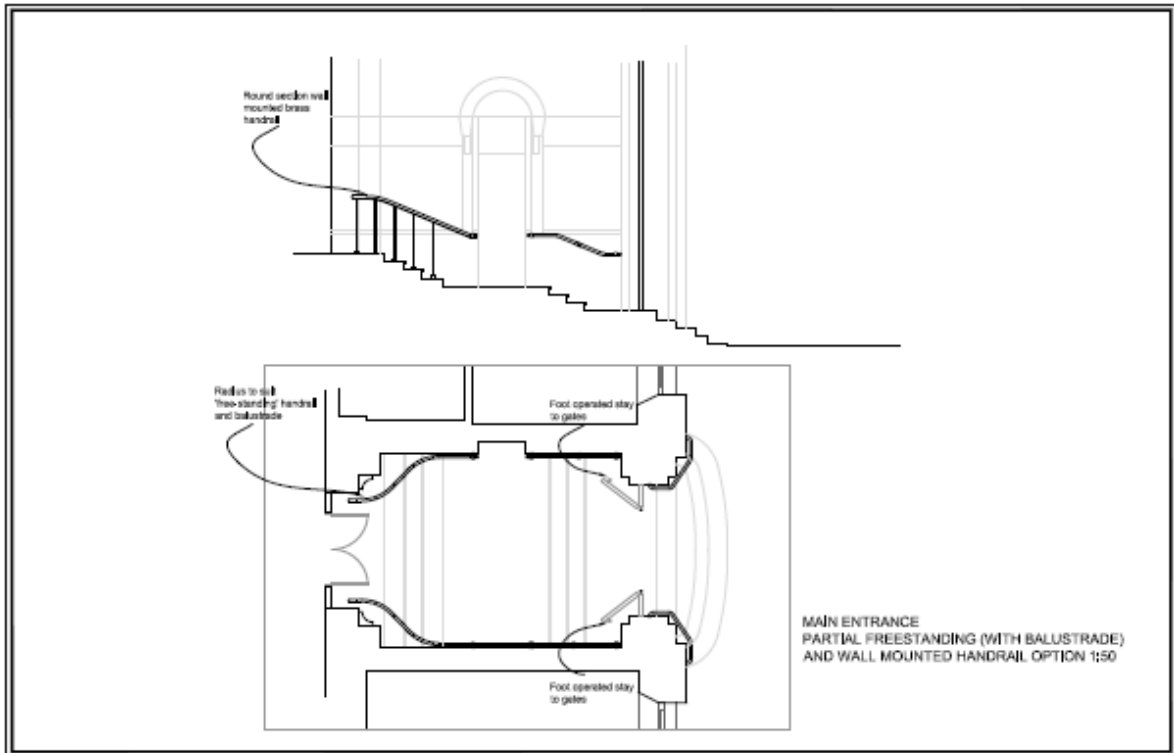 Round section wall
mounted brass
handrail
Radius to suit
'free-standing' handrail
and balustrade
Foot operated stay
to gates
Foot operated stay
to gates
MAIN ENTRANCE
PARTIAL FREESTANDING (WITH BALUSTRADE)
AND WALL MOUNTED HANDRAIL OPTION 1:50